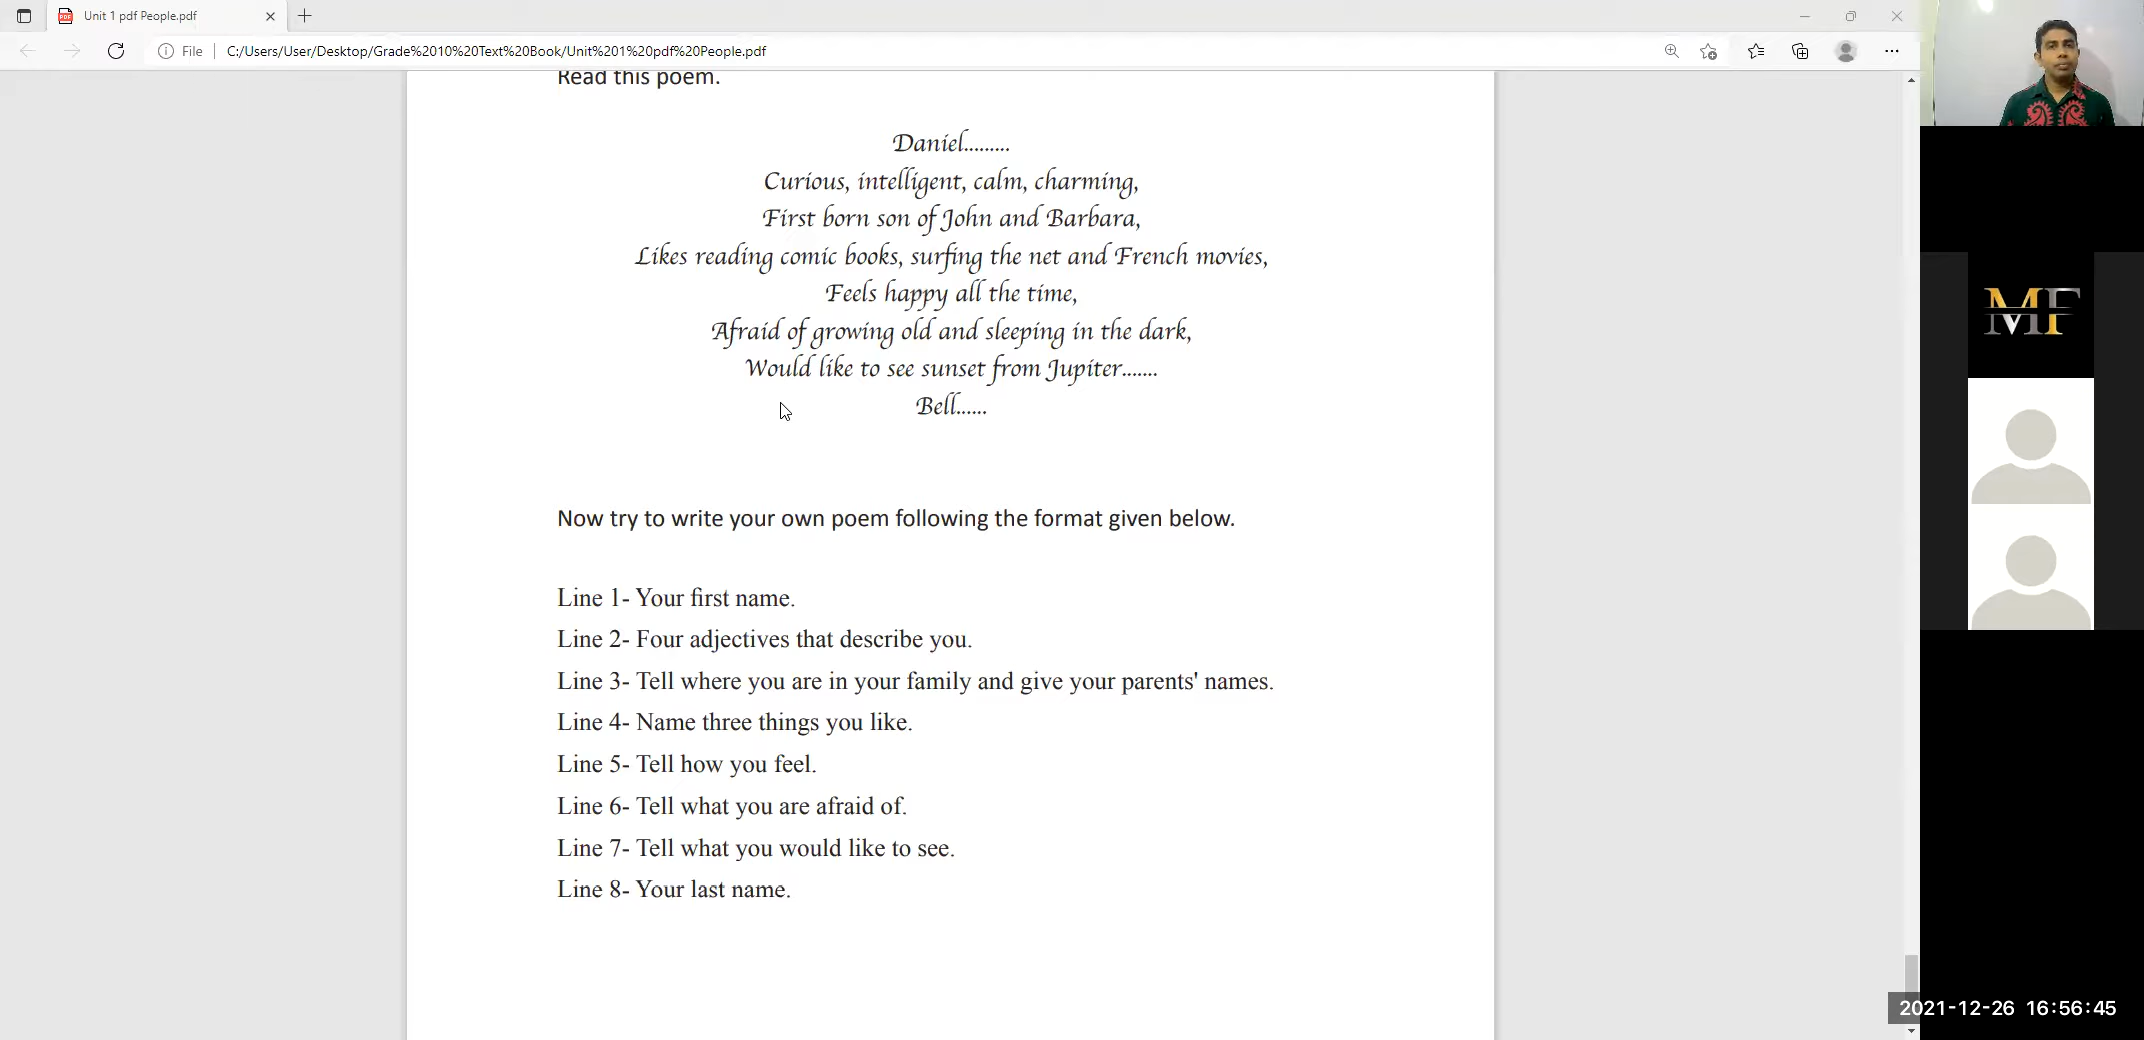 Unit 1 pdf People.pdf
File
C:/Users/User/Desktop/Grade%2010%20Text%20Book/Unit%201%20pdf%20People.pdf
Read this poem.
Daniel.........
Curious, intelligent, calm, charming,
First born son of John and Barbara,
Likes reading comic books, surfing the net and French movies,
Feels happy all the time,
Afraid of growing old and sleeping in the dark,
Would like to see sunset from Jupiter.......
Bell......
Now try to write your own poem following the format given below.
Line 1- Your first name.
Line 2- Four adjectives that describe you.
Line 3- Tell where you are in your family and give your parents' names.
Line 4- Name three things you like.
Line 5- Tell how you feel.
Line 6- Tell what you are afraid of.
Line 7- Tell what you would like to see.
Line 8- Your last name.
MF
2021-12-26 16:56:45